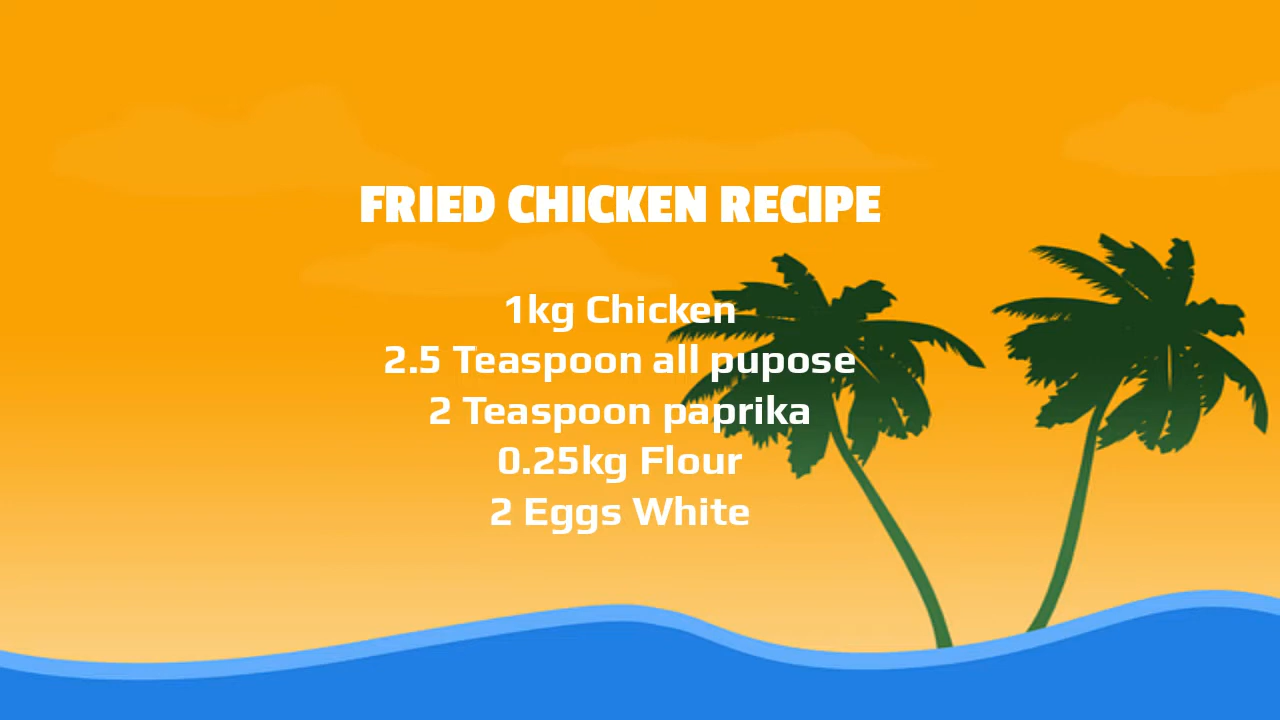 FRIED CHICKEN RECIPE
1kg Chicken
2.5 Teaspoon all pupose
2 Teaspoon paprika
0.25kg Flour
2 Eggs White